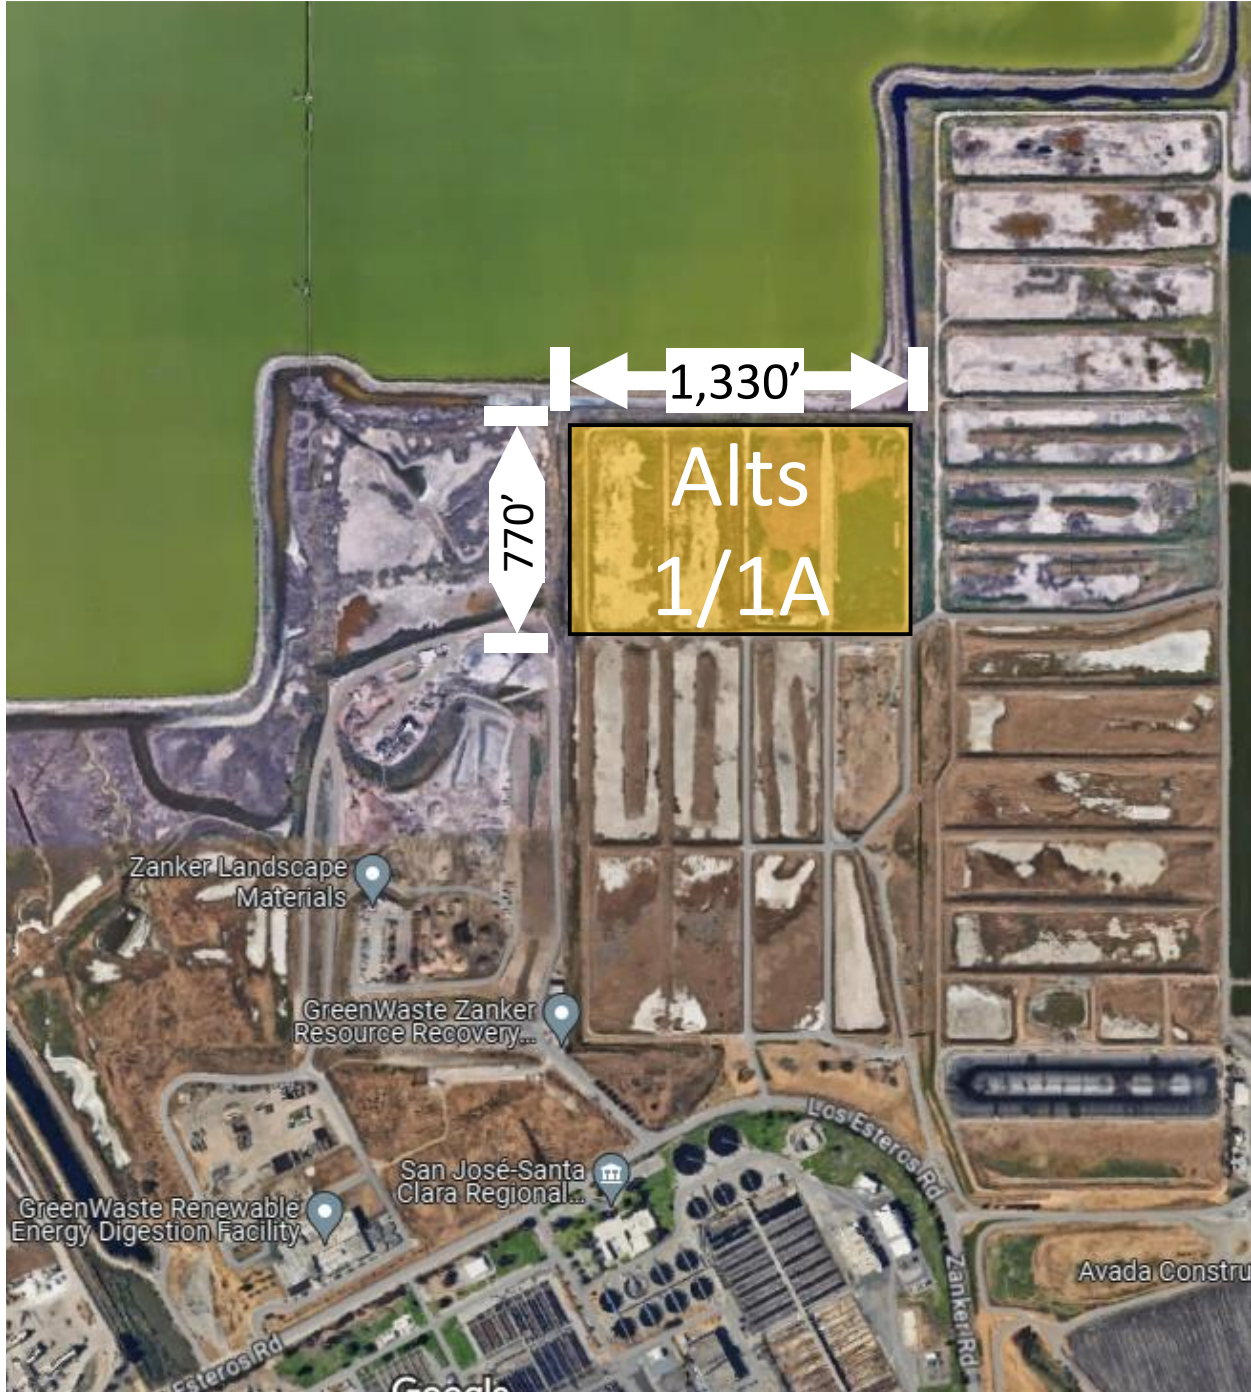 1,330’
770’
Alts
1/1A
Zanker Landscape
Materials
GreenWaste Zanker
Resource Recovery...
Los Esteros Rd
San José-Santa
Clara Regional...
GreenWaste Renewable
Energy Digestion Facility
Zanker Rd
Avada Constru
Esteros Rd
Google